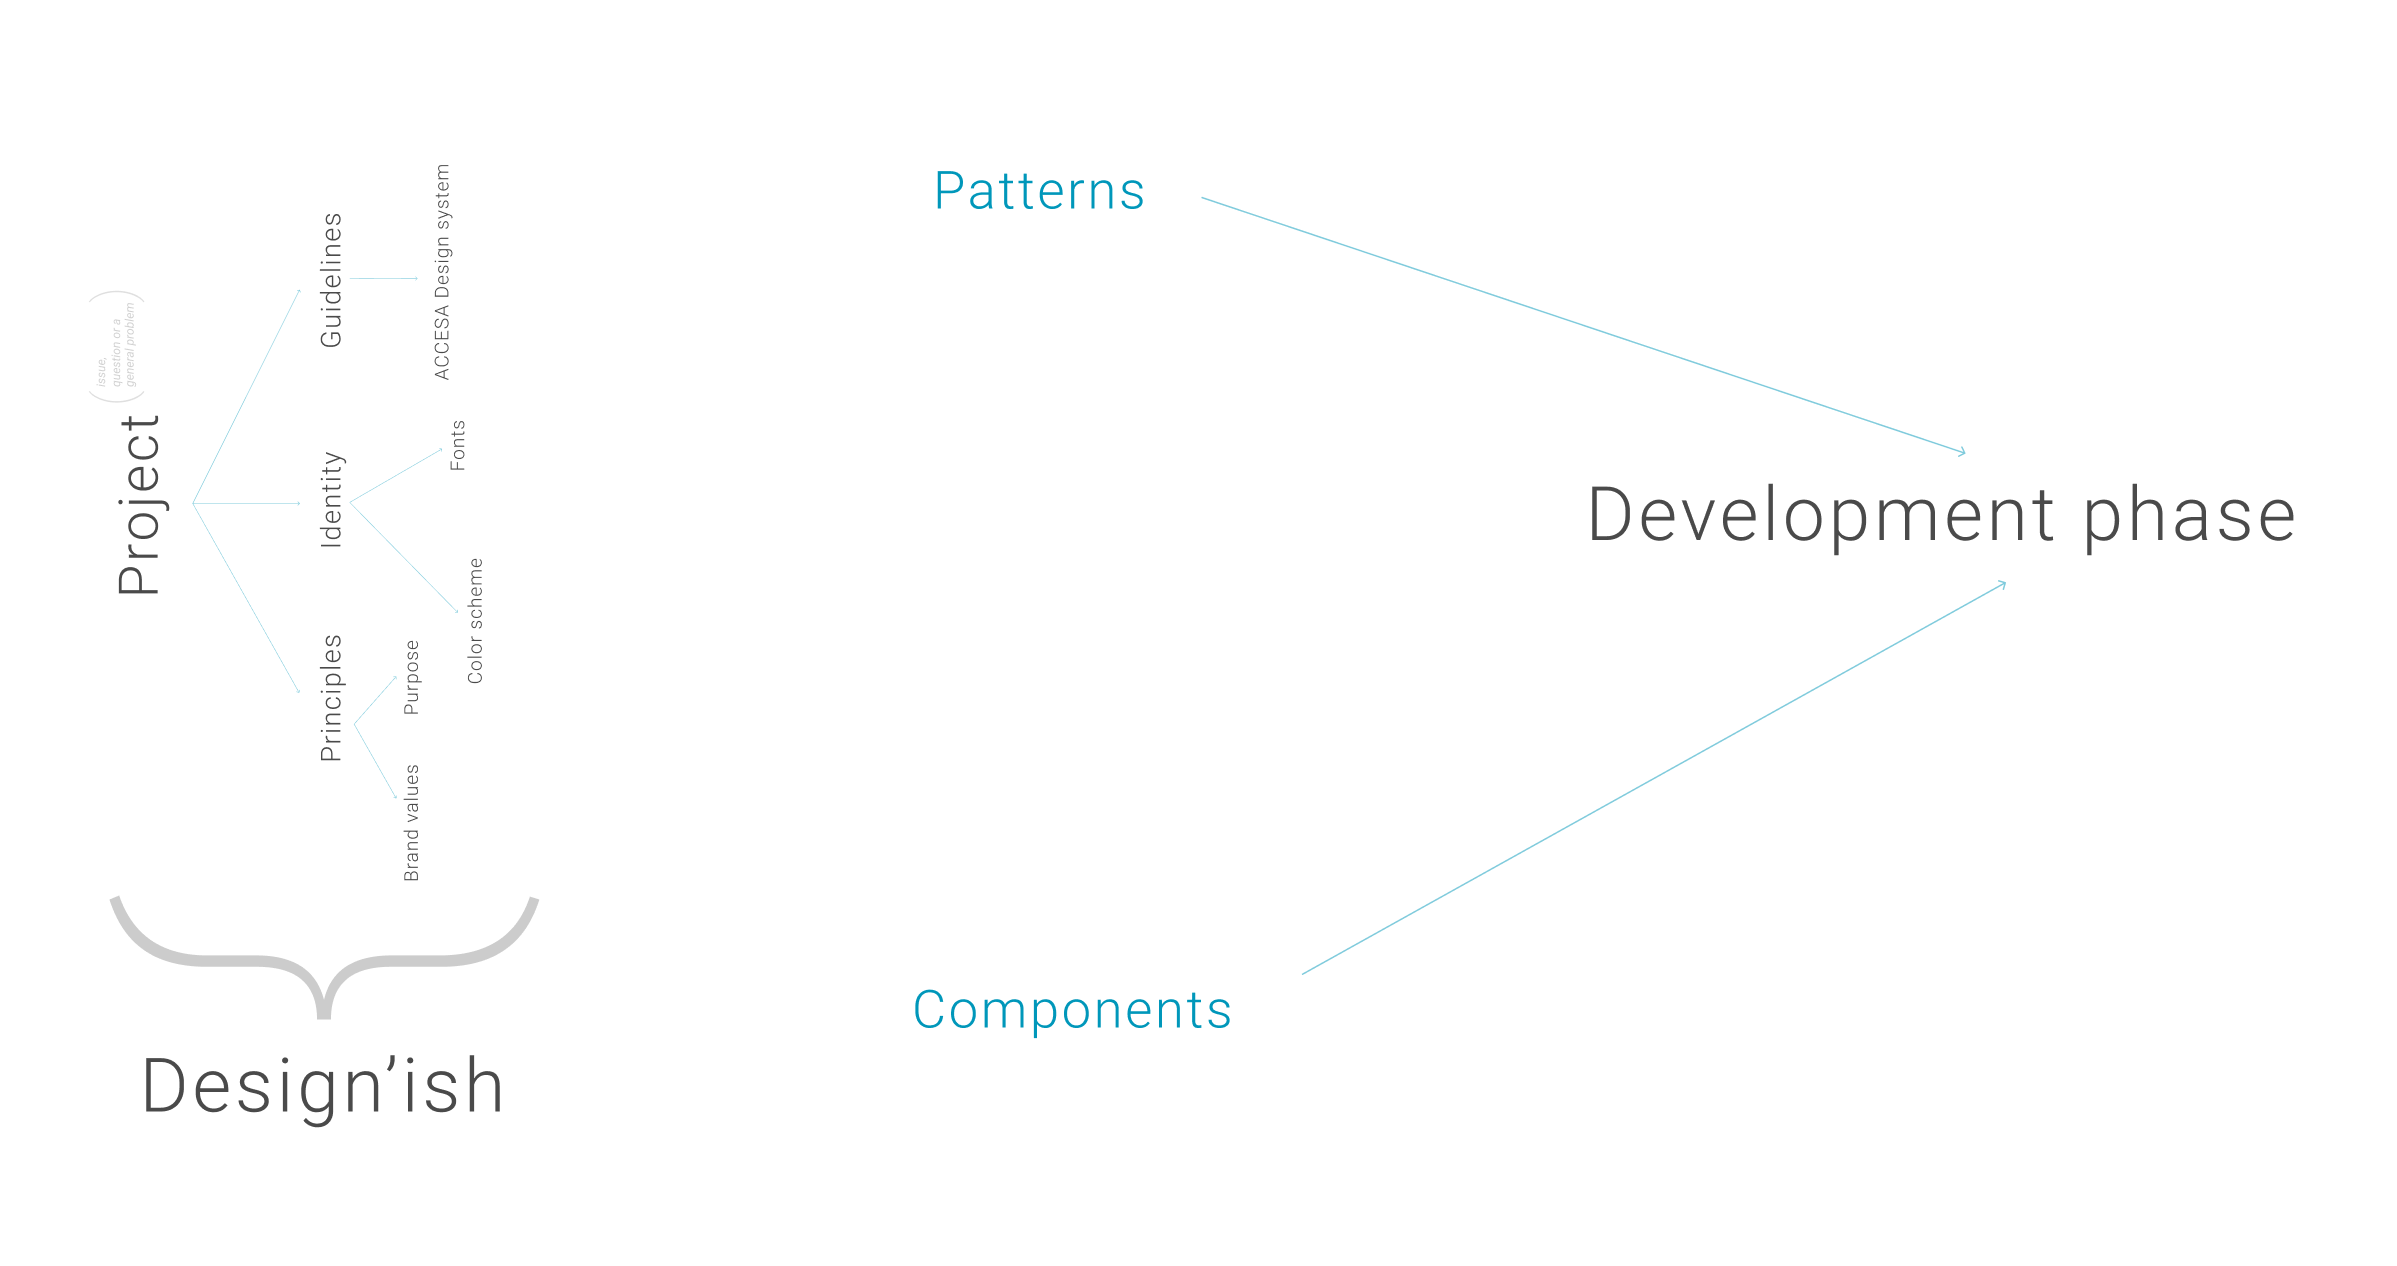 Project
issue,
question or a
general problem
Guidelines
ACCESA Design system
Identity
Fonts
Color scheme
Principles
Purpose
Brand values
Design’ish
Patterns
Components
Development phase